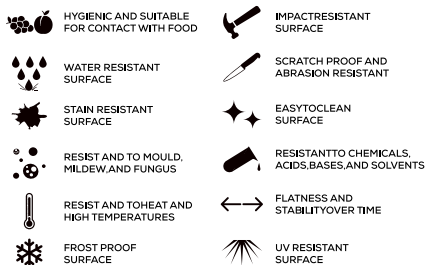 HYGIENIC AND SUITABLE
FOR CONTACT WITH FOOD
WATER RESISTANT
SURFACE
STAIN RESISTANT
SURFACE
RESIST AND TO MOULD,
MILDEW,AND FUNGUS
RESIST AND TOHEAT AND
HIGH TEMPERATURES
FROST PROOF
SURFACE
IMPACTRESISTANT
SURFACE
SCRATCH PROOF AND
ABRASION RESISTANT
EASYTOCLEAN
SURFACE
RESISTANTTO CHEMICALS,
ACIDS,BASES,AND SOLVENTS
FLATNESS AND
STABILITYOVER TIME
UV RESISTANT
SURFACE